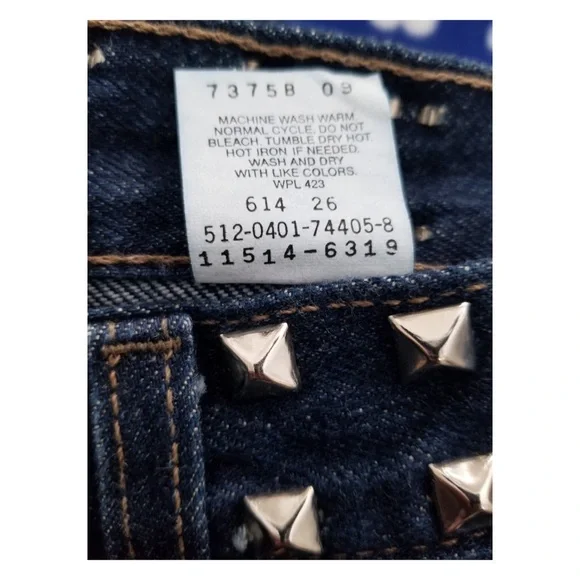 7375B 09
MACHINE WASH WARM,
NORMAL CYCLE, DO NOT
BLEACH, TUMBLE DRY HOT.
HOT IRON IF NEEDED.
WASH AND DRY
WITH LIKE COLORS.
WPL 423
614 26
512-0401-74405-8
11514-6319